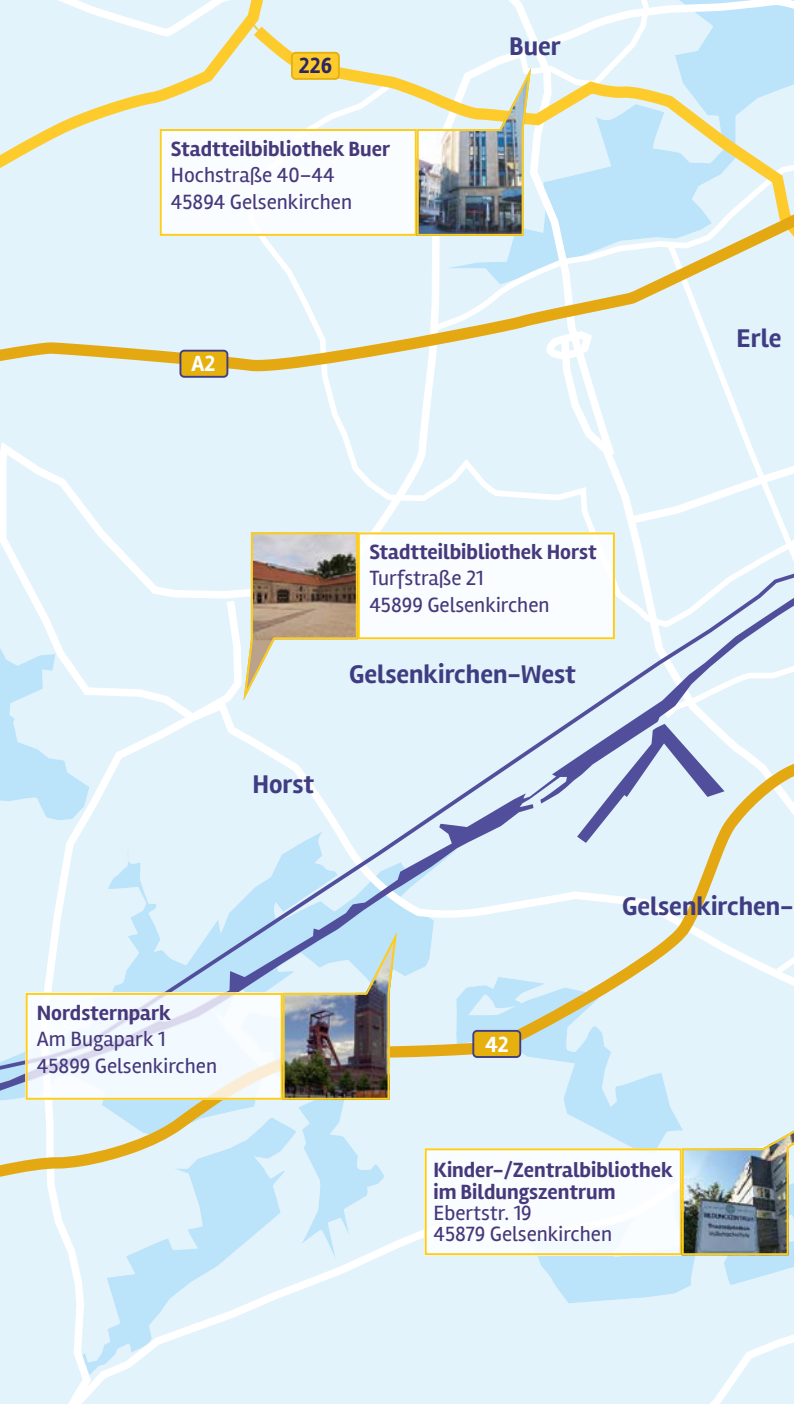 Buer
226
Stadtteilbibliothek Buer
Hochstraße 40–44
45894 Gelsenkirchen
Erle
A2
Stadtteilbibliothek Horst
Turfstraße 21
45899 Gelsenkirchen
Gelsenkirchen-West
Horst
Gelsenkirchen-
Nordsternpark
Am Bugapark 1
45899 Gelsenkirchen
42
Kinder-/Zentralbibliothek
im Bildungszentrum
Ebertstr. 19
45879 Gelsenkirchen
BILDUNGSZENTRUM